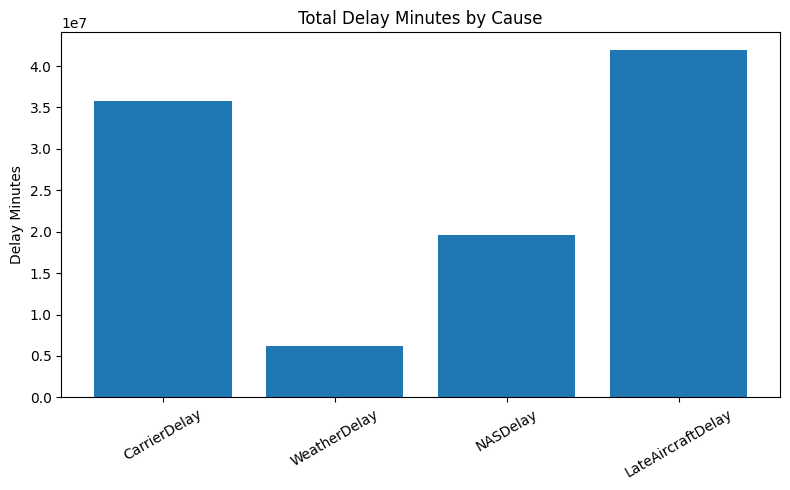 Total Delay Minutes by Cause
1e7
4.0
3.5
3.0
2.5
2.0
1.5
1.0
0.5
0.0
Delay Minutes
CarrierDelay
WeatherDelay
NASDelay
LateAircraftDelay